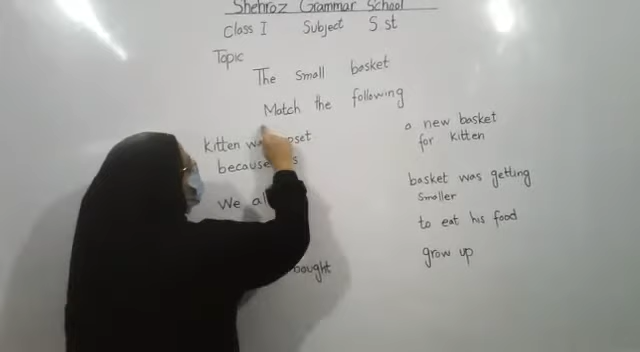 Shehroz Grammar School
Class I Subject S.st
Topic
The small basket
Match the following
Kitten
because
We
bought
a new basket
for kitten
basket was getting
smaller
to eat his food
grow up